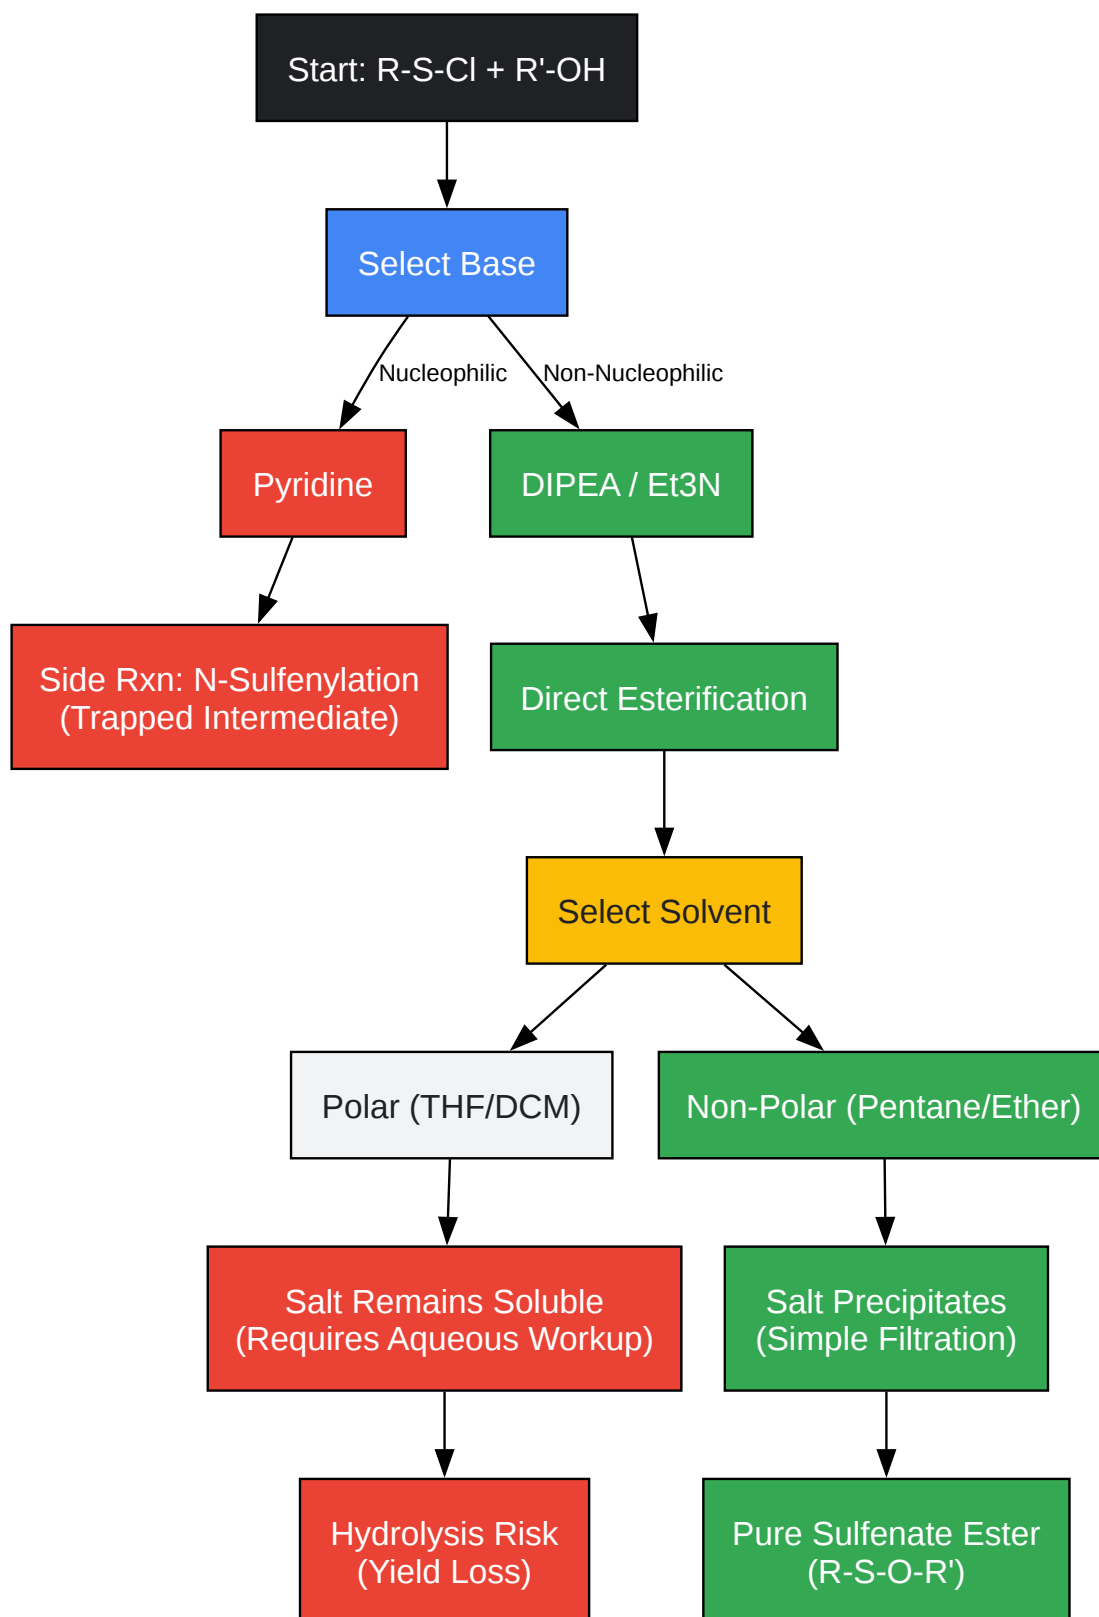 Start: R-S-Cl + R'-OH
Select Base
Nucleophilic
Non-Nucleophilic
Pyridine
DIPEA / Et3N
Side Rxn: N-Sulfenylation
(Trapped Intermediate)
Direct Esterification
Select Solvent
Polar (THF/DCM)
Non-Polar (Pentane/Ether)
Salt Remains Soluble
(Requires Aqueous Workup)
Salt Precipitates
(Simple Filtration)
Hydrolysis Risk
(Yield Loss)
Pure Sulfenate Ester
(R-S-O-R')